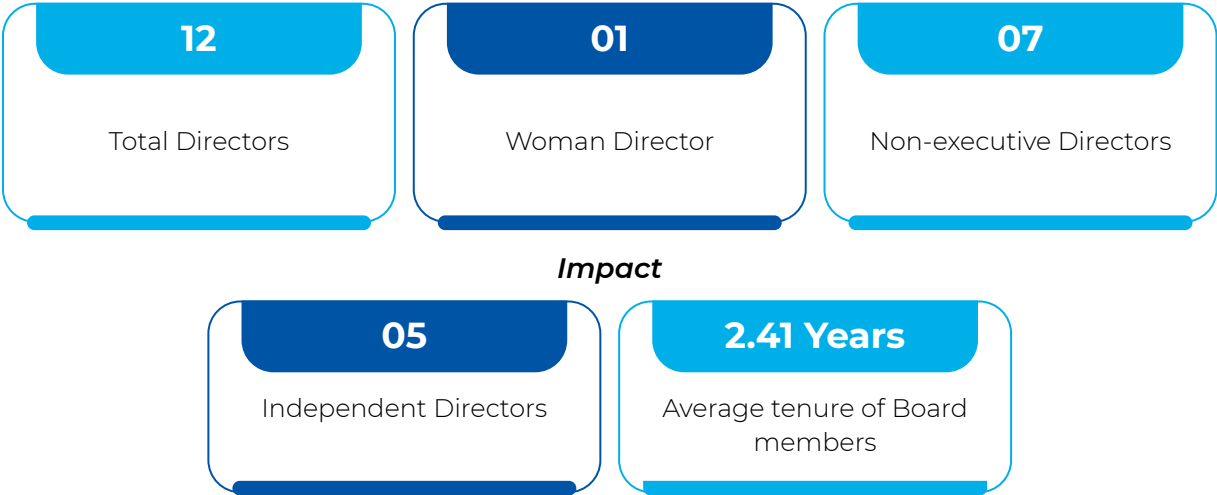 12
Total Directors
01
Woman Director
07
Non-executive Directors
Impact
05
Independent Directors
2.41 Years
Average tenure of Board
members